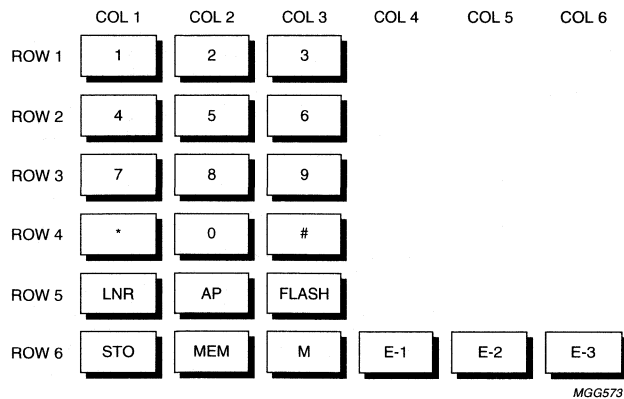 COL 1 COL 2 COL 3 COL 4 COL 5 COL 6
ROW 1 1 2 3
ROW 2 4 5 6
ROW 3 7 8 9
ROW 4 * 0 #
ROW 5 LNR AP FLASH
ROW 6 STO MEM M E-1 E-2 E-3
MGG573